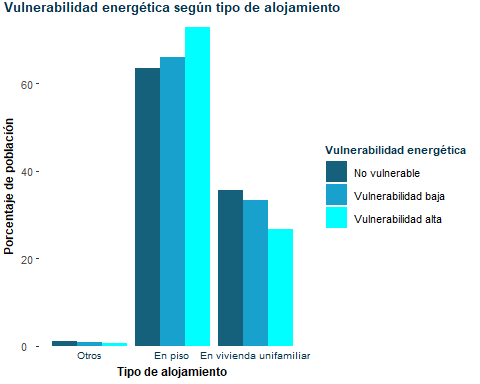 Vulnerabilidad energética según tipo de alojamiento
Porcentaje de población
60
40
20
0
Otros
En piso
En vivienda unifamiliar
Tipo de alojamiento
Vulnerabilidad energética
No vulnerable
Vulnerabilidad baja
Vulnerabilidad alta